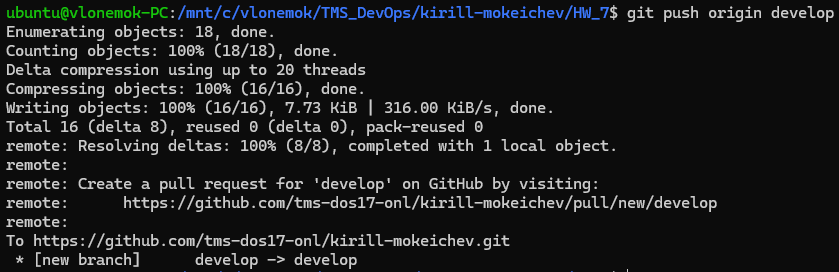 ubuntu@vlonemok-PC:/mnt/c/vlonemok/TMS_DevOps/kirill-mokeichev/HW_7$ git push origin develop
Enumerating objects: 18, done.
Counting objects: 100% (18/18), done.
Delta compression using up to 20 threads
Compressing objects: 100% (16/16), done.
Writing objects: 100% (16/16), 7.73 KiB | 316.00 KiB/s, done.
Total 16 (delta 8), reused 0 (delta 0), pack-reused 0
remote: Resolving deltas: 100% (8/8), completed with 1 local object.
remote:
remote: Create a pull request for 'develop' on GitHub by visiting:
remote:      https://github.com/tms-dos17-onl/kirill-mokeichev/pull/new/develop
remote:
To https://github.com/tms-dos17-onl/kirill-mokeichev.git
 * [new branch]      develop -> develop